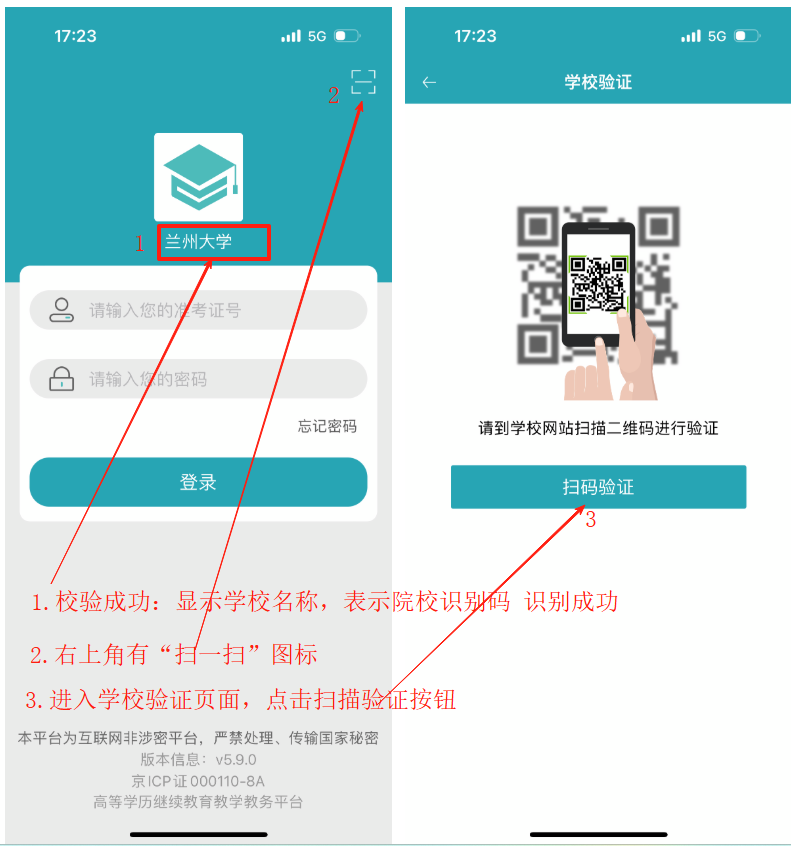 17:23
5G
2
1
兰州大学
请输入您的准考证号
请输入您的密码
忘记密码
登录
17:23
5G
学校验证
请到学校网站扫描二维码进行验证
扫码验证
3
1.校验成功：显示学校名称，表示院校识别码 识别成功
2.右上角有“扫一扫”图标
3.进入学校验证页面，点击扫描验证按钮
本平台为互联网非涉密平台，严禁处理、传输国家秘密
版本信息：v5.9.0
京ICP证000110-8A
高等学历继续教育教学教务平台